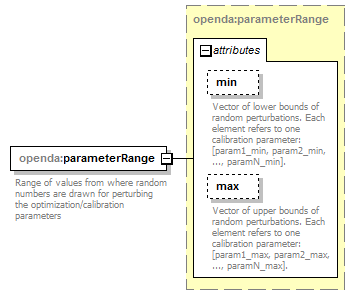 openda:parameterRange
attributes
min
Vector of lower bounds of
random perturbations. Each
element refers to one
calibration parameter:
[param1_min, param2_min,
..., paramN_min].
openda:parameterRange
Range of values from where random
numbers are drawn for perturbing
the optimization/calibration
parameters
max
Vector of upper bounds of
random perturbations. Each
element refers to one
calibration parameter:
[param1_max, param2_max,
..., paramN_max].